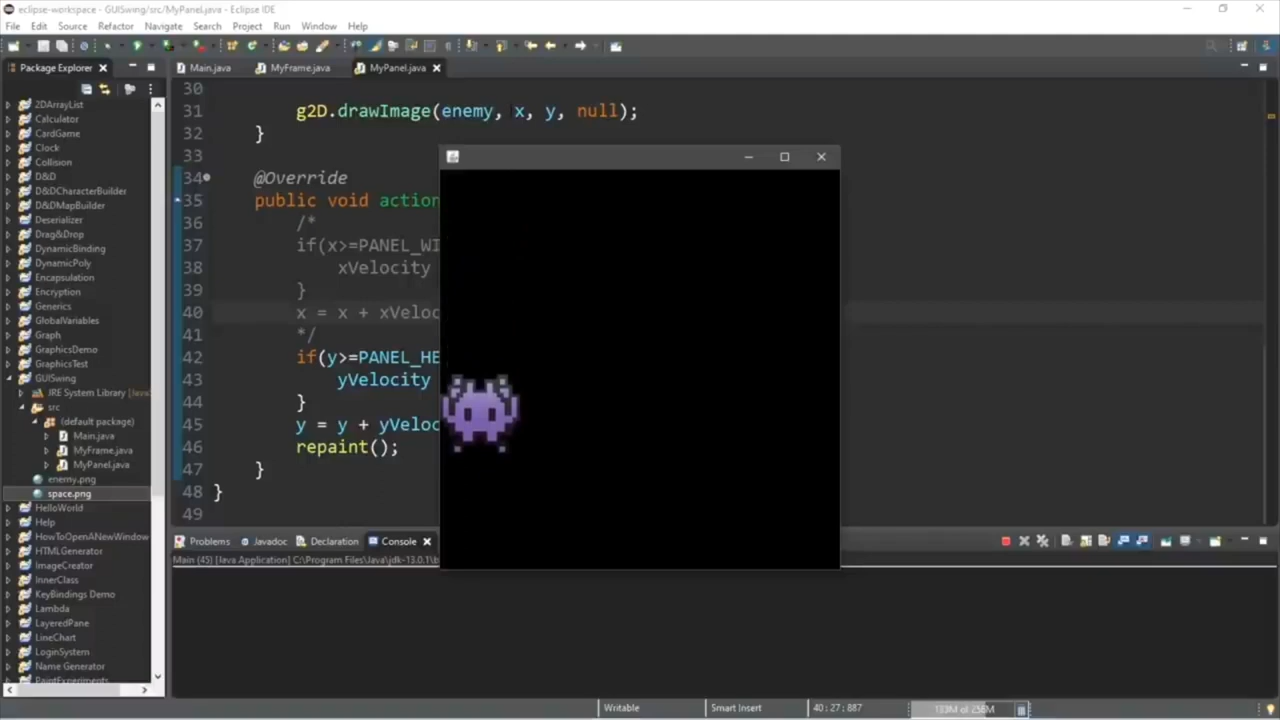 eclipse-workspace - GUISwing/src/MyPanel.java - Eclipse IDE
File Edit Source Refactor Navigate Search Project Run Window Help
Package Explorer
Main.java MyFrame.java MyPanel.java
2DArrayList
Calculator
CardGame
Clock
Collision
D&D
D&DCharacterBuilder
D&DMapBuilder
Deserializer
Drag&Drop
DynamicBinding
DynamicPoly
Encapsulation
Encryption
Generics
GlobalVariables
Graph
GraphicsDemo
GraphicsTest
GUISwing
JRE System Library [Java
src
(default package)
Main.java
MyFrame.java
MyPanel.java
enemy.png
space.png
HelloWorld
Help
HowToOpenANewWindow
HTMLGenerator
ImageCreator
InnerClass
KeyBindings Demo
Lambda
LayeredPane
LineChart
LoginSystem
Name Generator
PaintExperiments
30
31 g2D.drawImage(enemy, x, y, null);
32 }
33
34 @Override
35 public void action
36 /*
37 if(x>=PANEL_WI
38 xVelocity
39 }
40 x = x + xVeloc
41 */
42 if(y>=PANEL_HE
43 yVelocity
44 }
45 y = y + yVeloc
46 repaint();
47 }
48 }
49
Problems Javadoc Declaration Console
Main (45) [Java Application] C:\Program Files\Java\jdk-13.0.1\b
Writable Smart Insert 40 : 27 : 887